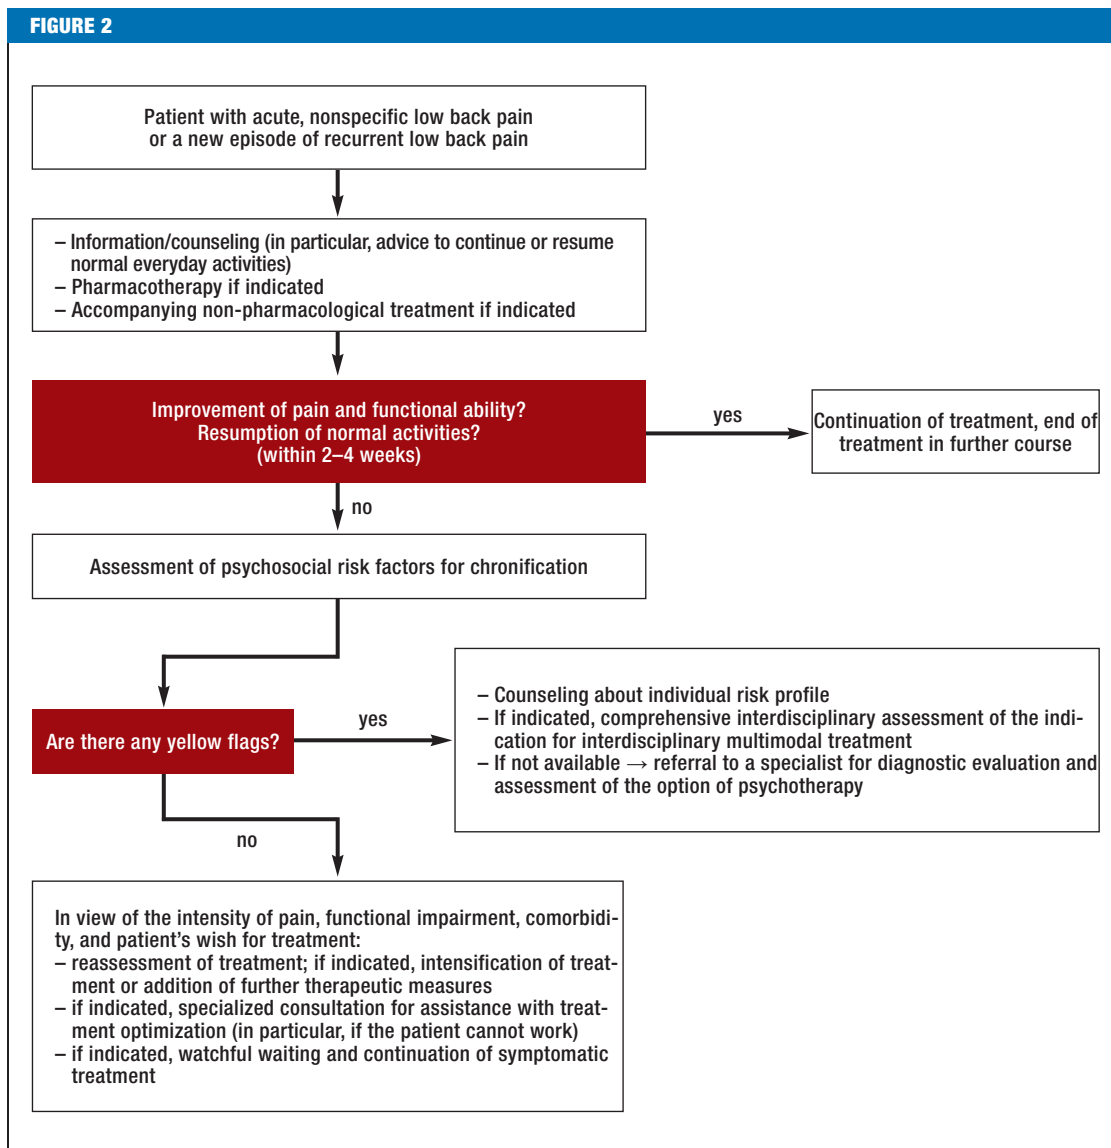 FIGURE 2
Patient with acute, nonspecific low back pain
or a new episode of recurrent low back pain
– Information/counseling (in particular, advice to continue or resume
normal everyday activities)
– Pharmacotherapy if indicated
– Accompanying non-pharmacological treatment if indicated
Improvement of pain and functional ability?
Resumption of normal activities?
(within 2–4 weeks)
yes
Continuation of treatment, end of
treatment in further course
no
Assessment of psychosocial risk factors for chronification
Are there any yellow flags?
yes
– Counseling about individual risk profile
– If indicated, comprehensive interdisciplinary assessment of the indi-
cation for interdisciplinary multimodal treatment
– If not available → referral to a specialist for diagnostic evaluation and
assessment of the option of psychotherapy
no
In view of the intensity of pain, functional impairment, comorbidi-
ty, and patient's wish for treatment:
– reassessment of treatment; if indicated, intensification of treat-
ment or addition of further therapeutic measures
– if indicated, specialized consultation for assistance with treat-
ment optimization (in particular, if the patient cannot work)
– if indicated, watchful waiting and continuation of symptomatic
treatment